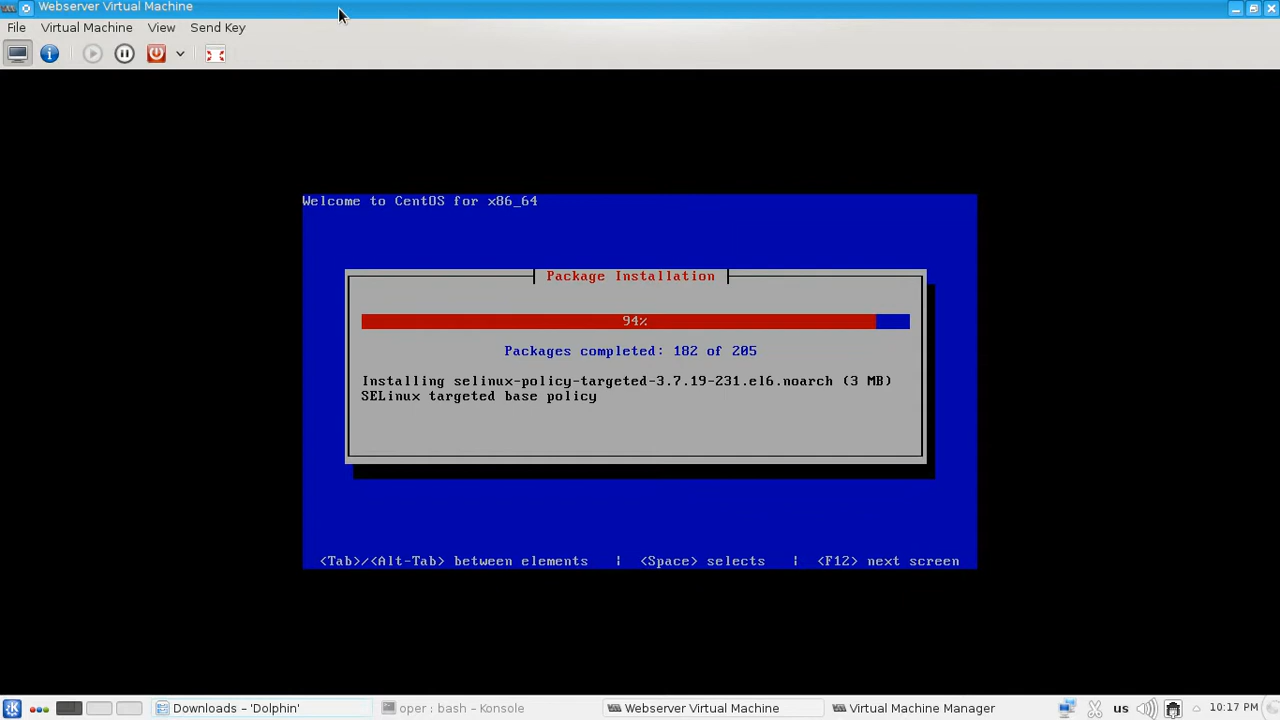 Webserver Virtual Machine
File Virtual Machine View Send Key
Welcome to CentOS for x86_64
Package Installation
94%
Packages completed: 182 of 205
Installing selinux-policy-targeted-3.7.19-231.el6.noarch (3 MB)
SELinux targeted base policy
<Tab>/<Alt-Tab> between elements | <Space> selects | <F12> next screen
Downloads – 'Dolphin' oper : bash – Konsole Webserver Virtual Machine Virtual Machine Manager us 10:17 PM